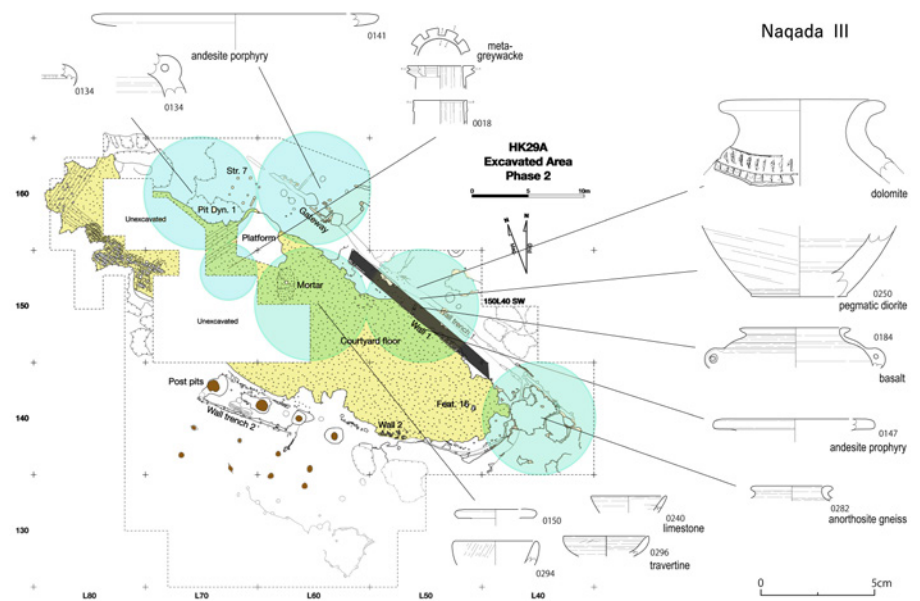 Naqada III
0141
andesite porphyry
meta-
greywacke
0134
0134
0018
HK29A
Excavated Area
Phase 2
0 5 10m
dolomite
160
Str. 7
Unexcavated
Pit Dyn. 1
Gateway
Platform
0250
pegmatic diorite
150
Mortar
150L40 SW
Wall trench 1
Unexcavated
Wall 1
Courtyard floor
0184
basalt
Post pits
140
Wall trench 2
Feat. 16
Wall 2
0147
andesite prophyry
0282
anorthosite gneiss
0150
0240
limestone
0294
0296
travertine
130
0 5cm
L80 L70 L60 L50 L40